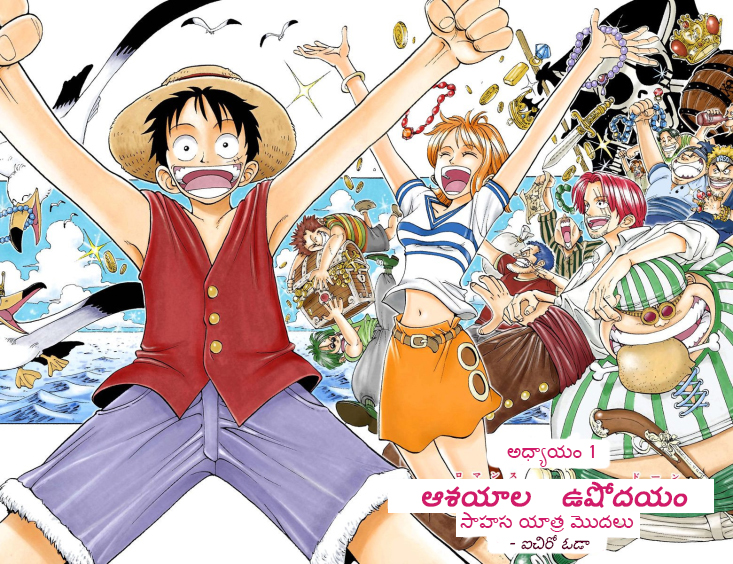 అధ్యాయం 1
ఆశయాల ఉషోదయం
సాహస యాత్ర మొదలు
- ఐచిరో ఓడా